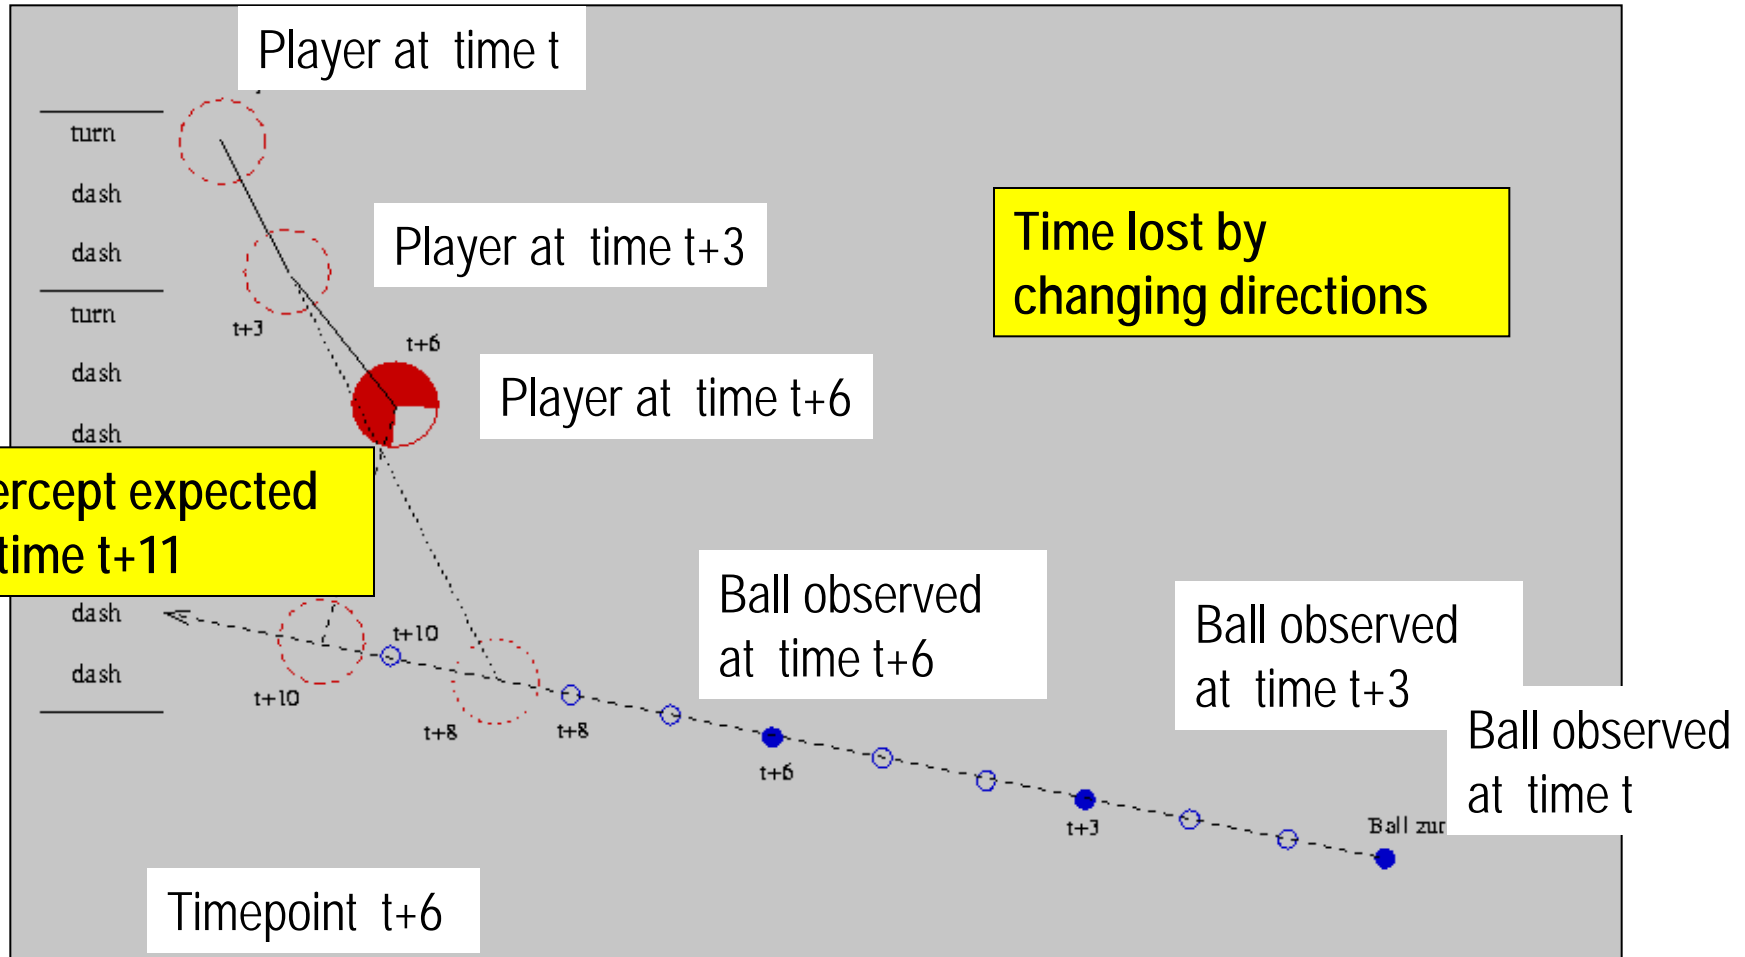 Player at time t
turn
dash
Player at time t+3
Time lost by
changing directions
dash
turn
t+3
t+6
dash
Player at time t+6
dash
ercept expected
time t+11
Ball observed
at time t+6
Ball observed
at time t+3
dash
t+10
dash
t+10
t+8
t+8
Ball observed
at time t
t+6
t+3
Ball zur
Timepoint t+6